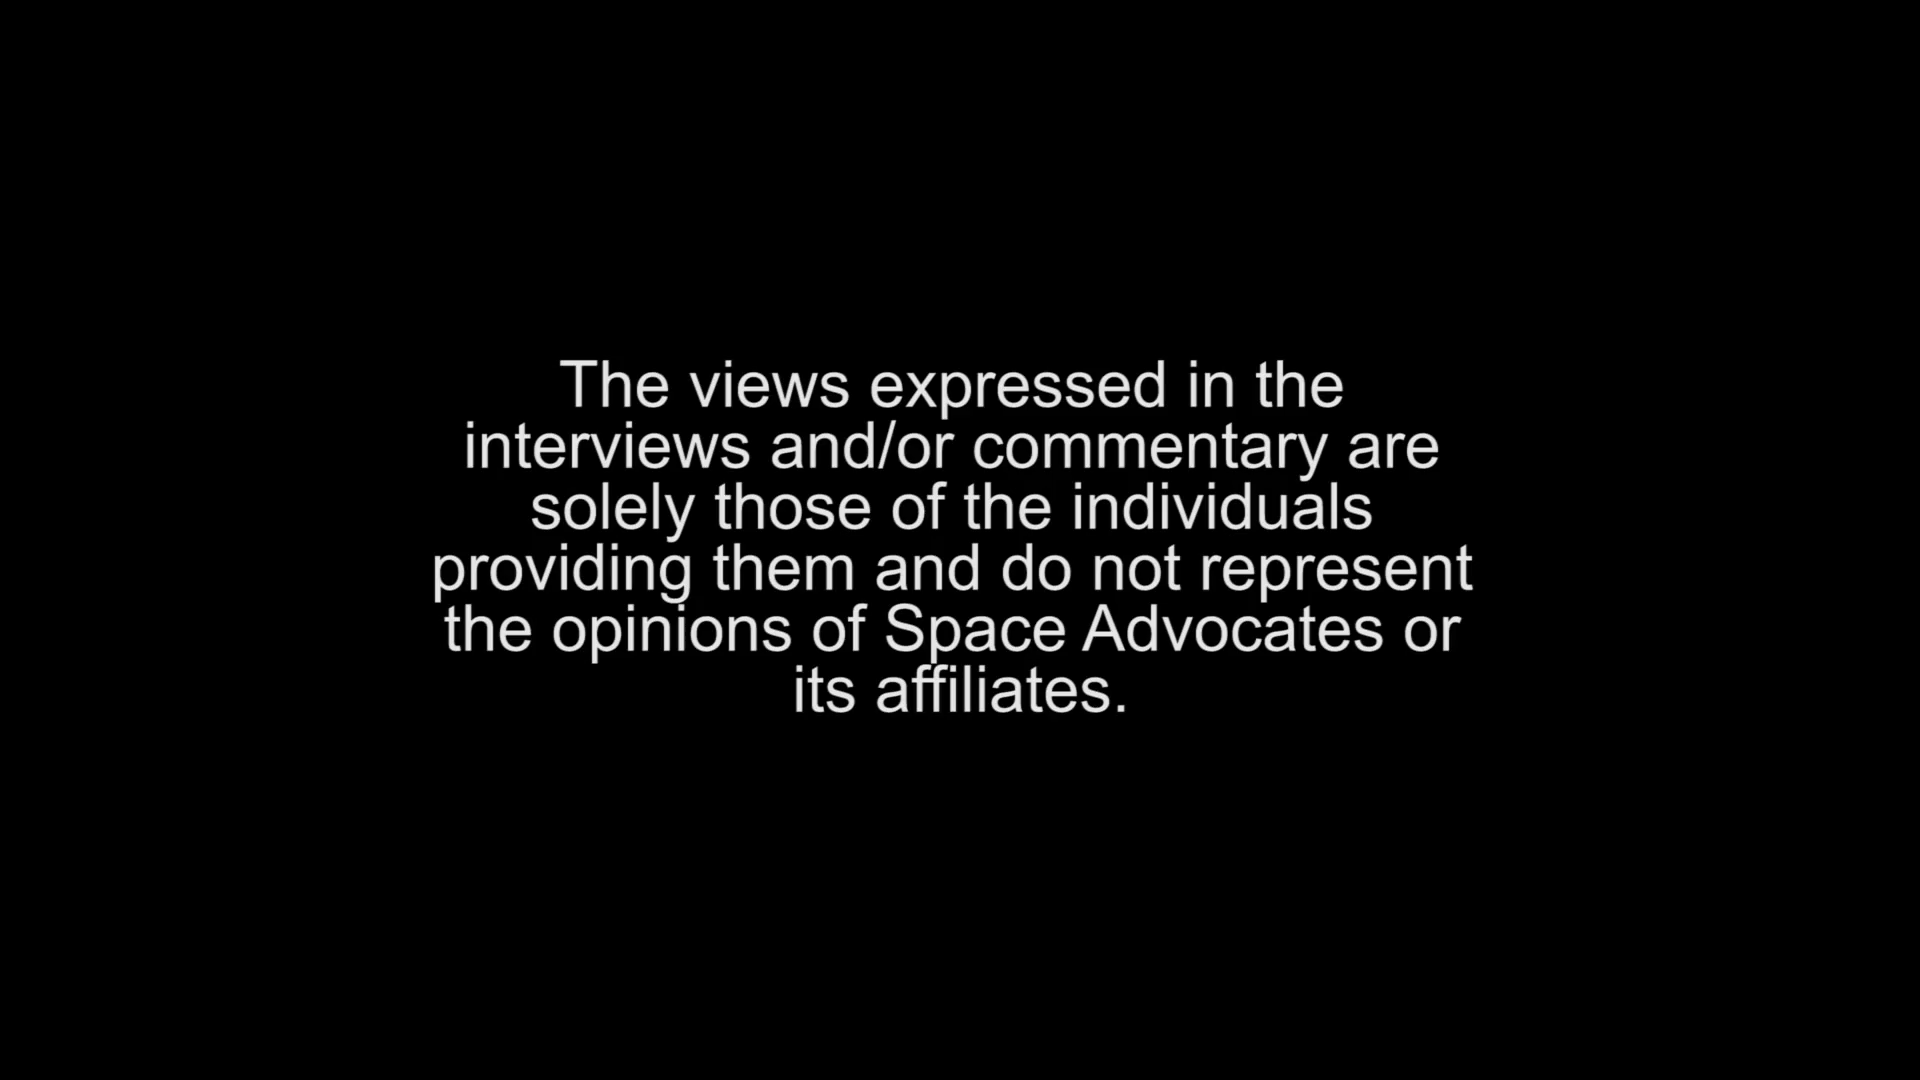 The views expressed in the
interviews and/or commentary are
solely those of the individuals
providing them and do not represent
the opinions of Space Advocates or
its affiliates.